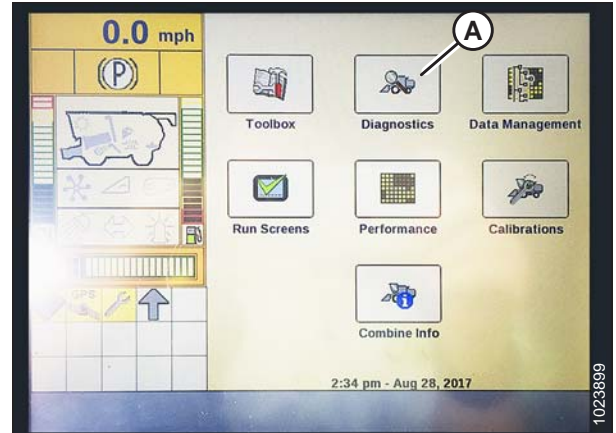 0.0 mph
(P)
A
Toolbox
Diagnostics
Data Management
Run Screens
Performance
Calibrations
GPS
Combine Info
2:34 pm - Aug 28, 2017
1023899